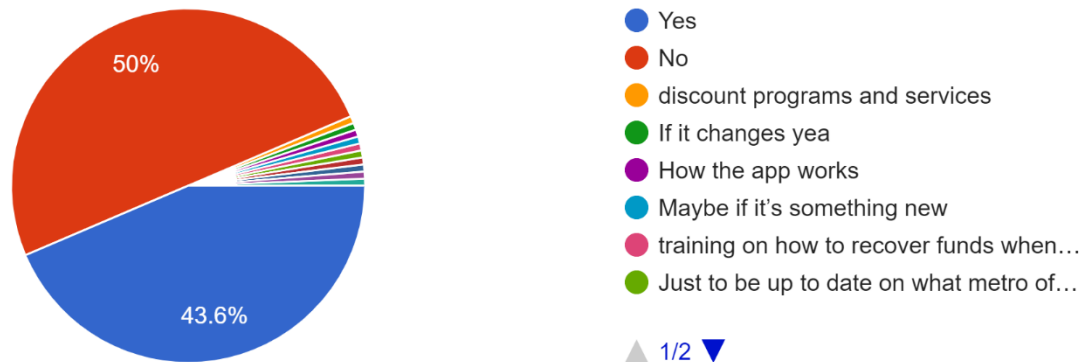 50%
43.6%
Yes
No
discount programs and services
If it changes yea
How the app works
Maybe if it’s something new
training on how to recover funds when…
Just to be up to date on what metro of…
1/2